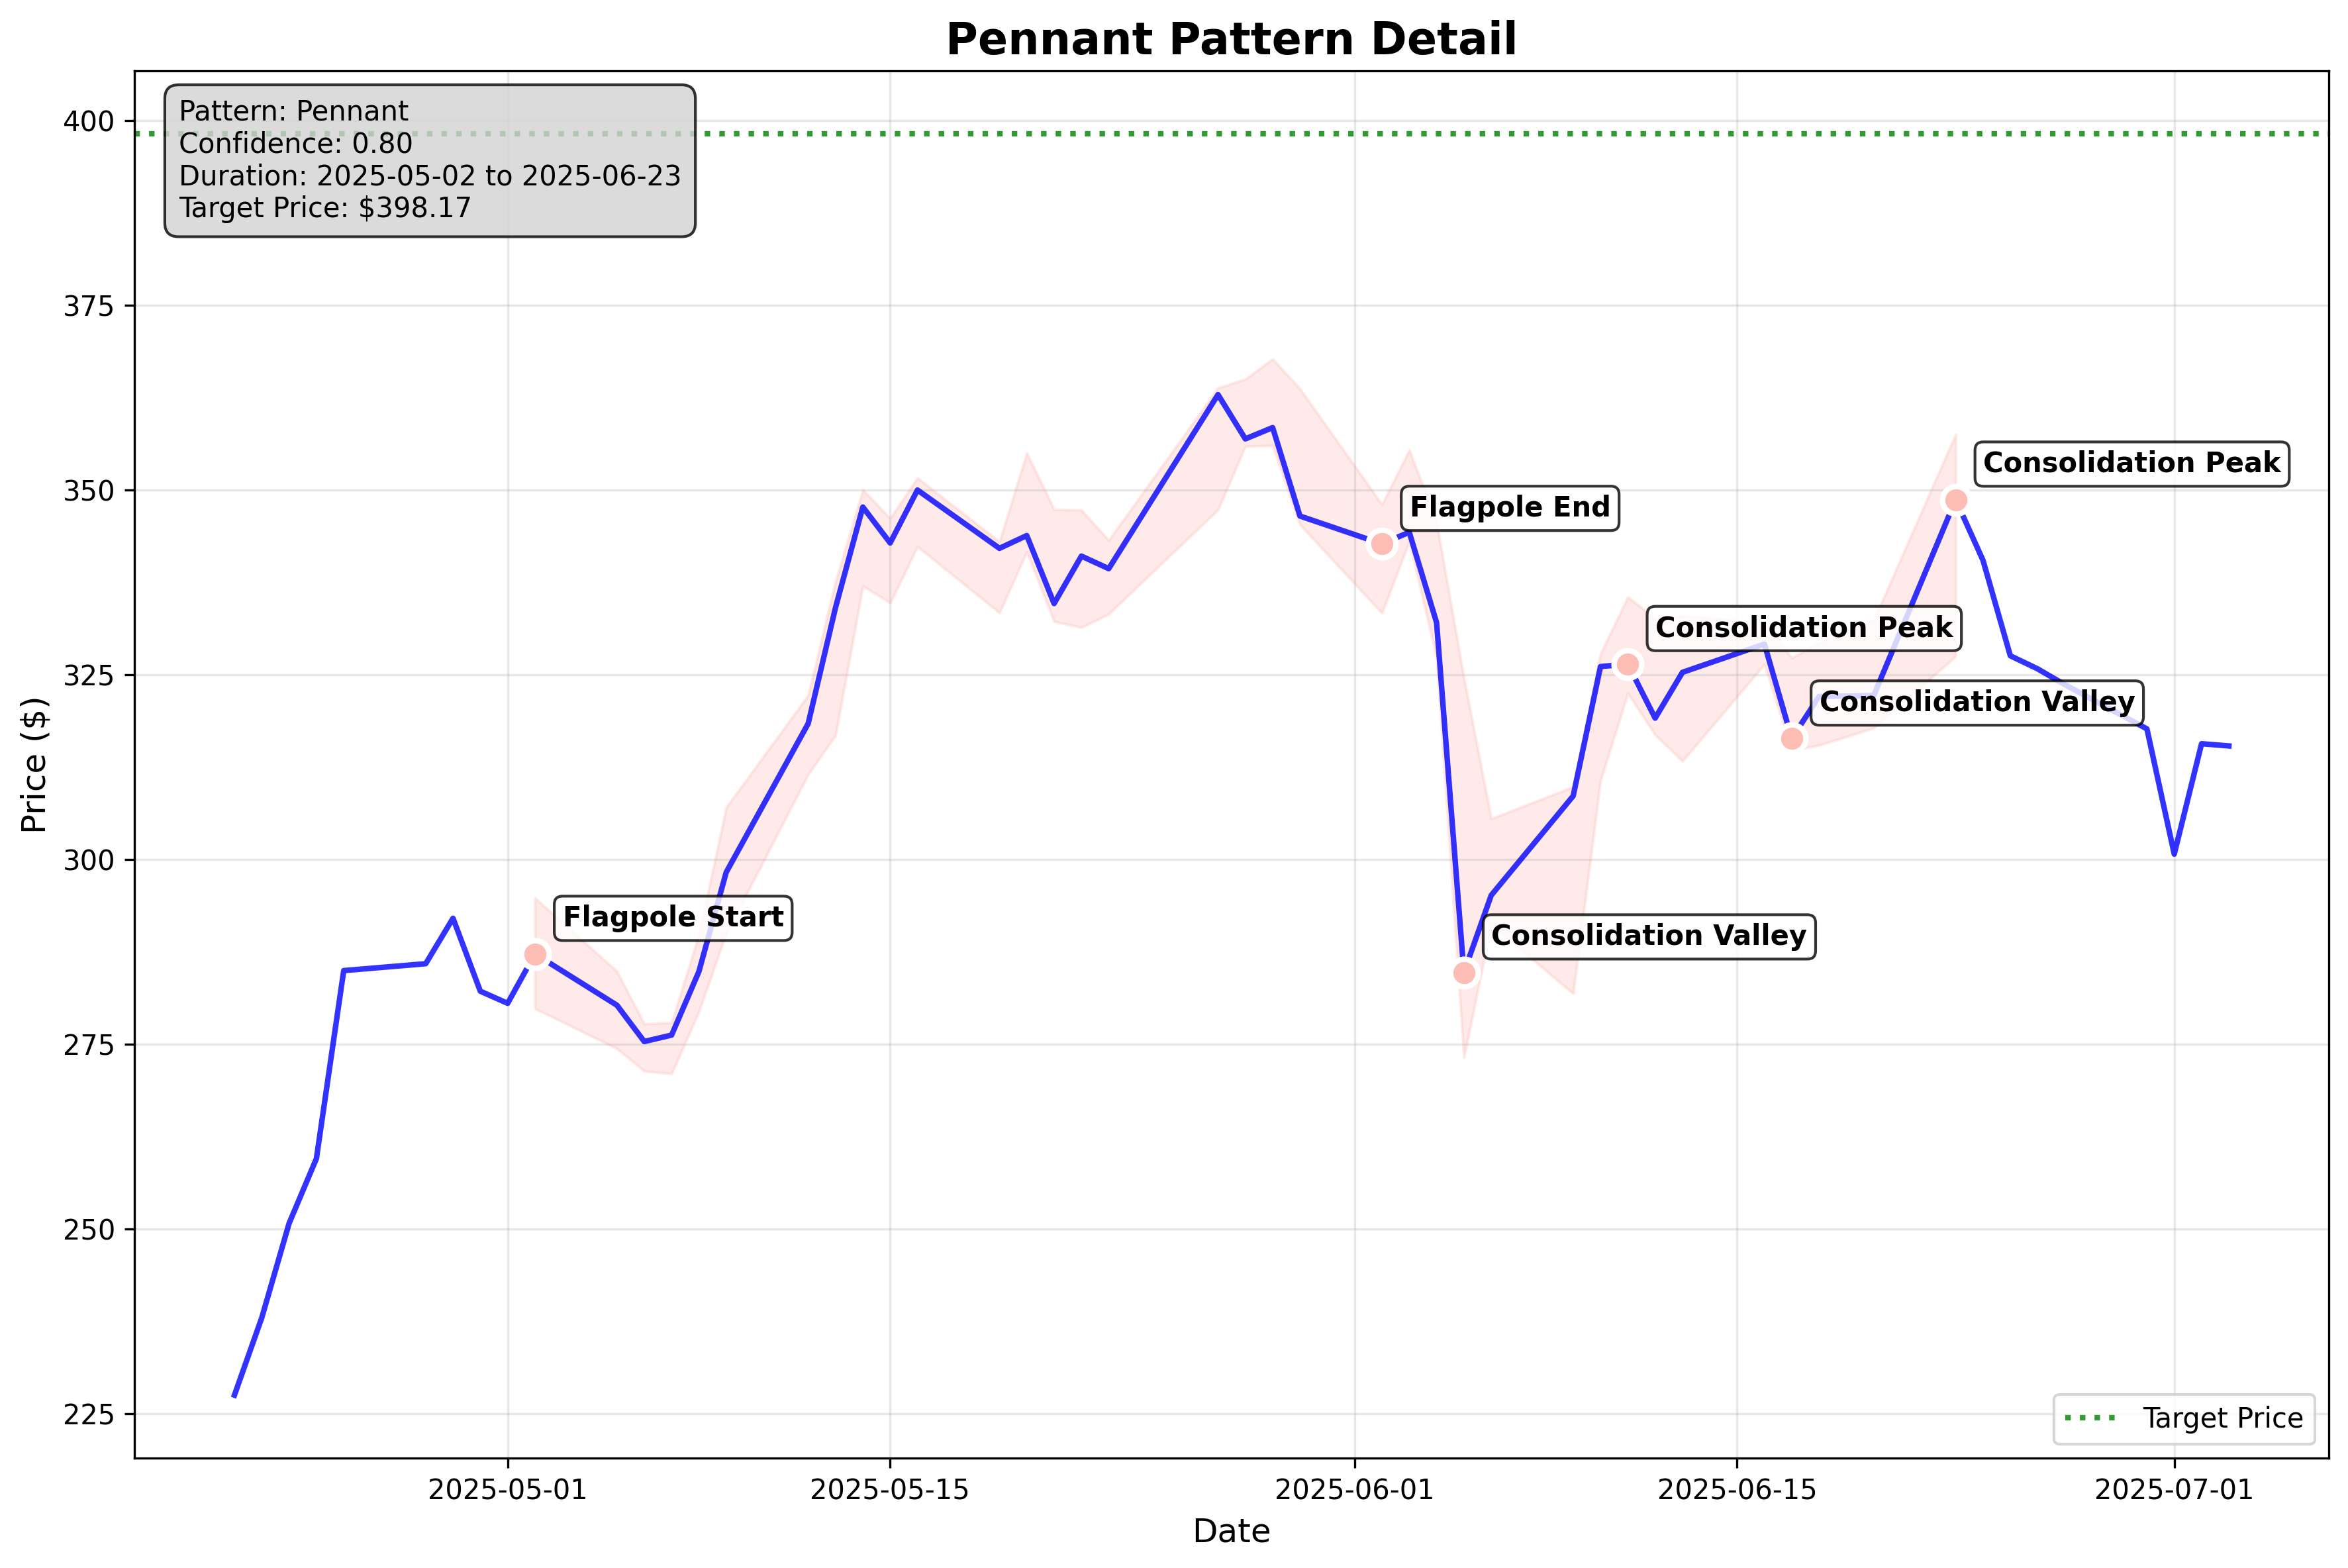 Pennant Pattern Detail
Pattern: Pennant
Confidence: 0.80
Duration: 2025-05-02 to 2025-06-23
Target Price: $398.17
Price ($)
400
375
350
325
300
275
250
225
Flagpole Start
Flagpole End
Consolidation Peak
Consolidation Peak
Consolidation Valley
Consolidation Valley
Target Price
2025-05-01
2025-05-15
2025-06-01
2025-06-15
2025-07-01
Date